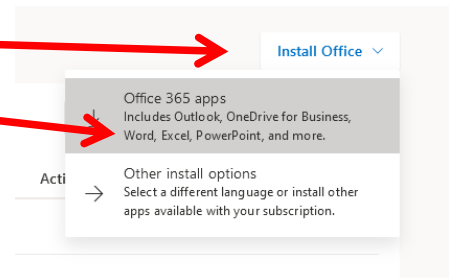 Install Office
Office 365 apps
Includes Outlook, OneDrive for Business,
Word, Excel, PowerPoint, and more.
Acti
Other install options
Select a different language or install other
apps available with your subscription.